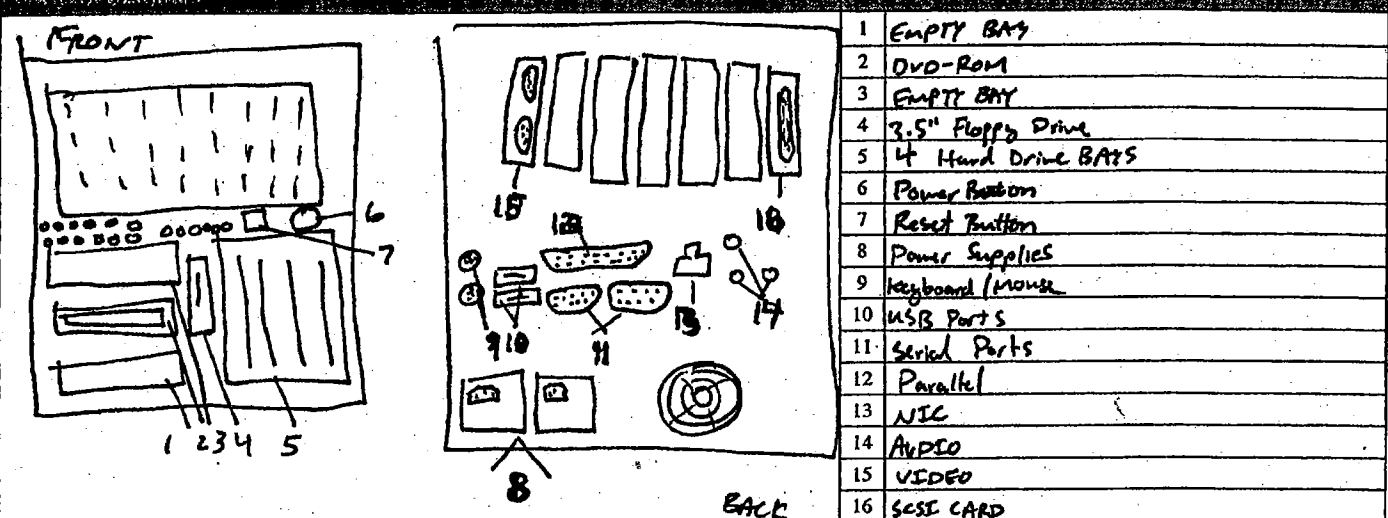 FRONT
6
7
1 2 3 4 5
15
16
12
13
14
9 10
11
8
BACK
1 EMPTY BAY
2 DVD-ROM
3 EMPTY BAY
4 3.5" Floppy Drive
5 4 Hard Drive BAYS
6 Power Button
7 Reset Button
8 Power Supplies
9 Keyboard/Mouse
10 USB Ports
11 Serial Ports
12 Parallel
13 NIC
14 AUDIO
15 VIDEO
16 SCSI CARD